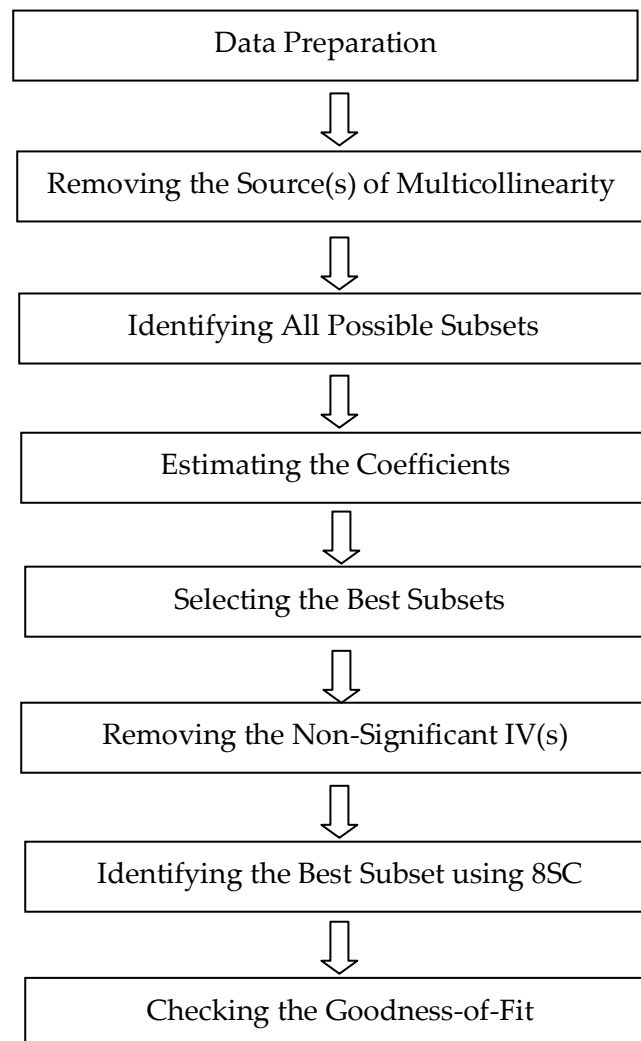 Data Preparation
Removing the Source(s) of Multicollinearity
Identifying All Possible Subsets
Estimating the Coefficients
Selecting the Best Subsets
Removing the Non-Significant IV(s)
Identifying the Best Subset using 8SC
Checking the Goodness-of-Fit